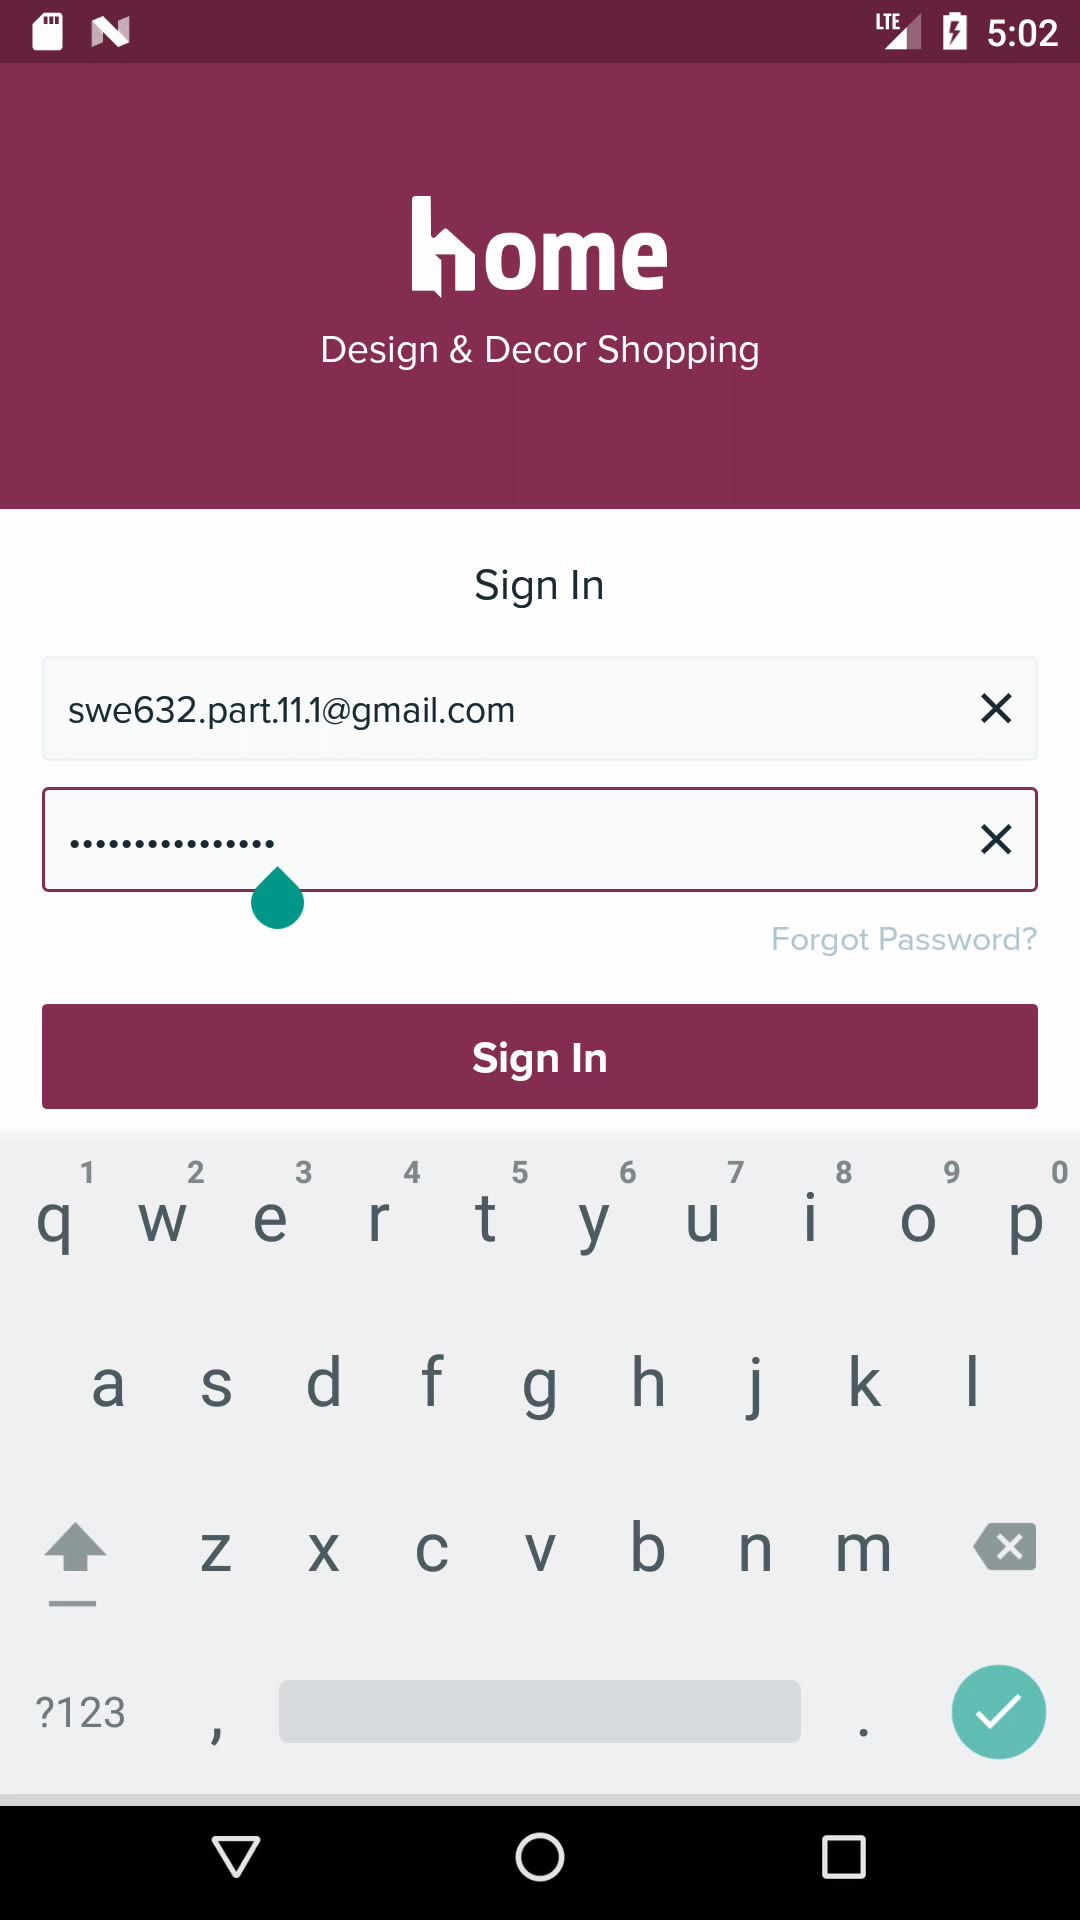 LTE 5:02
home
Design & Decor Shopping
Sign In
swe632.part.11.1@gmail.com
••••••••••••••••
Forgot Password?
Sign In
1 2 3 4 5 6 7 8 9 0
q w e r t y u i o p
a s d f g h j k l
z x c v b n m
?123 , .